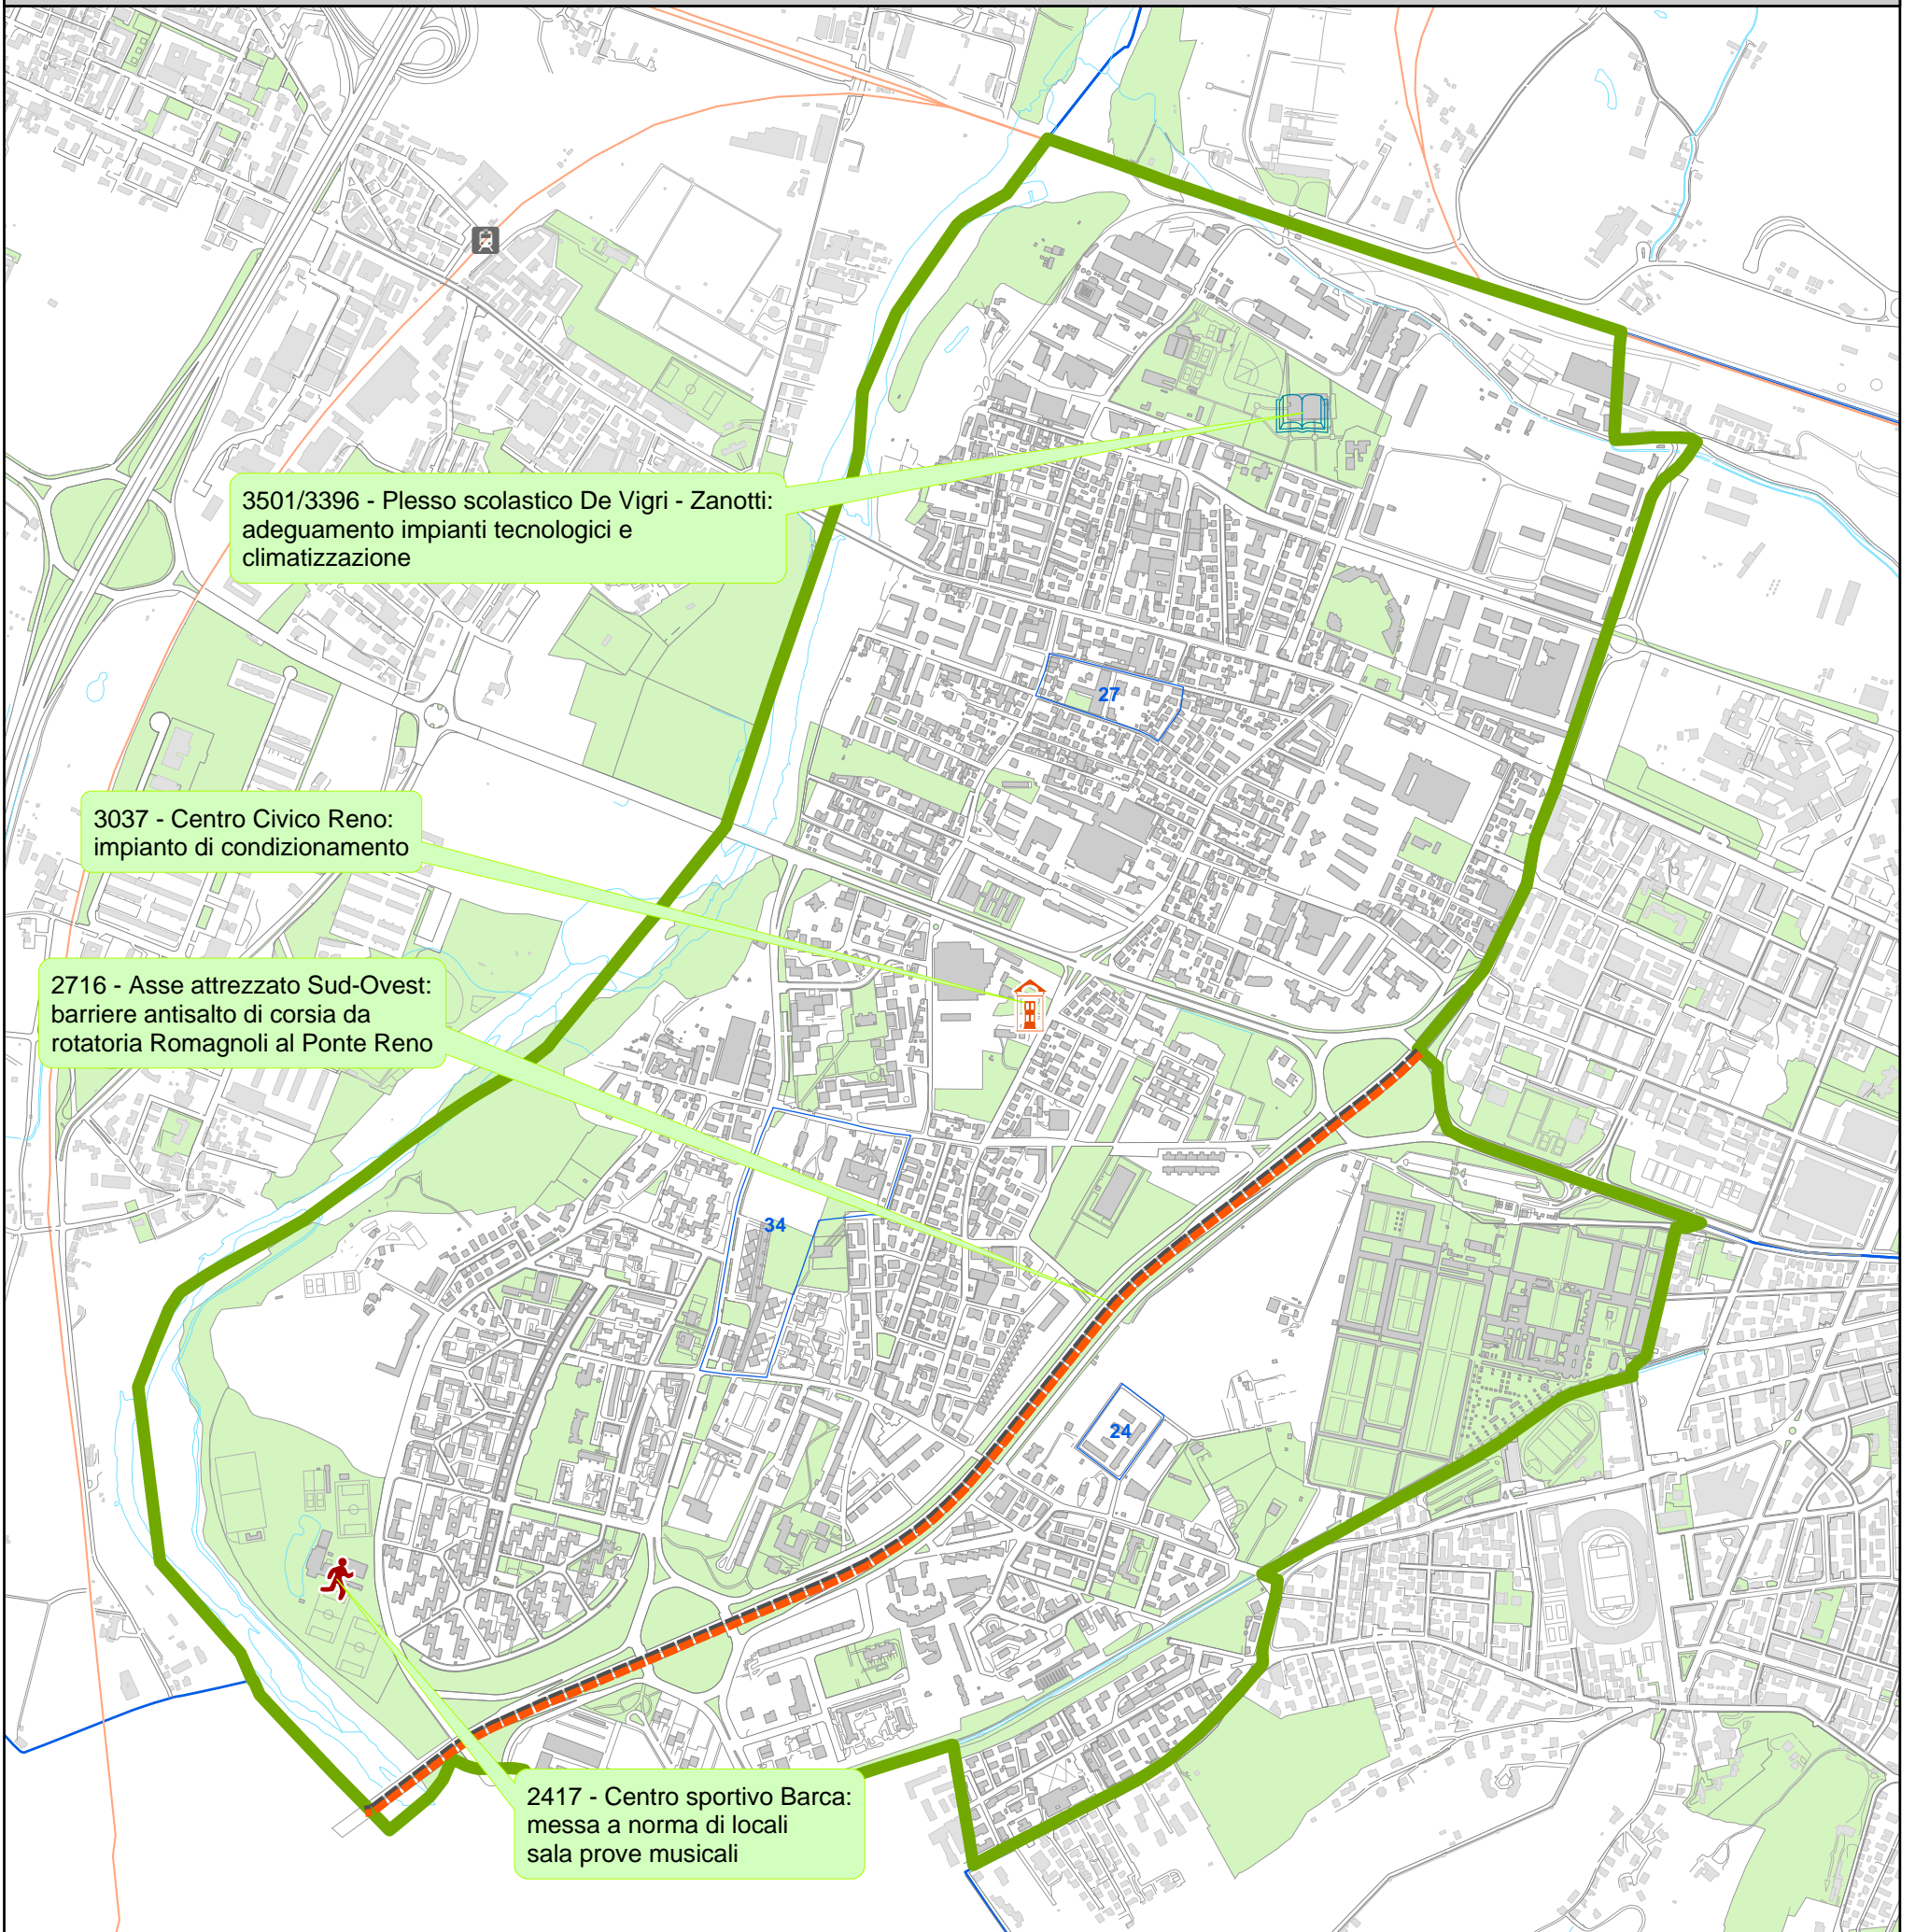 3501/3396 - Plesso scolastico De Vigri - Zanotti:
adeguamento impianti tecnologici e
climatizzazione
27
3037 - Centro Civico Reno:
impianto di condizionamento
2716 - Asse attrezzato Sud-Ovest:
barriere antisalto di corsia da
rotatoria Romagnoli al Ponte Reno
34
24
2417 - Centro sportivo Barca:
messa a norma di locali
sala prove musicali